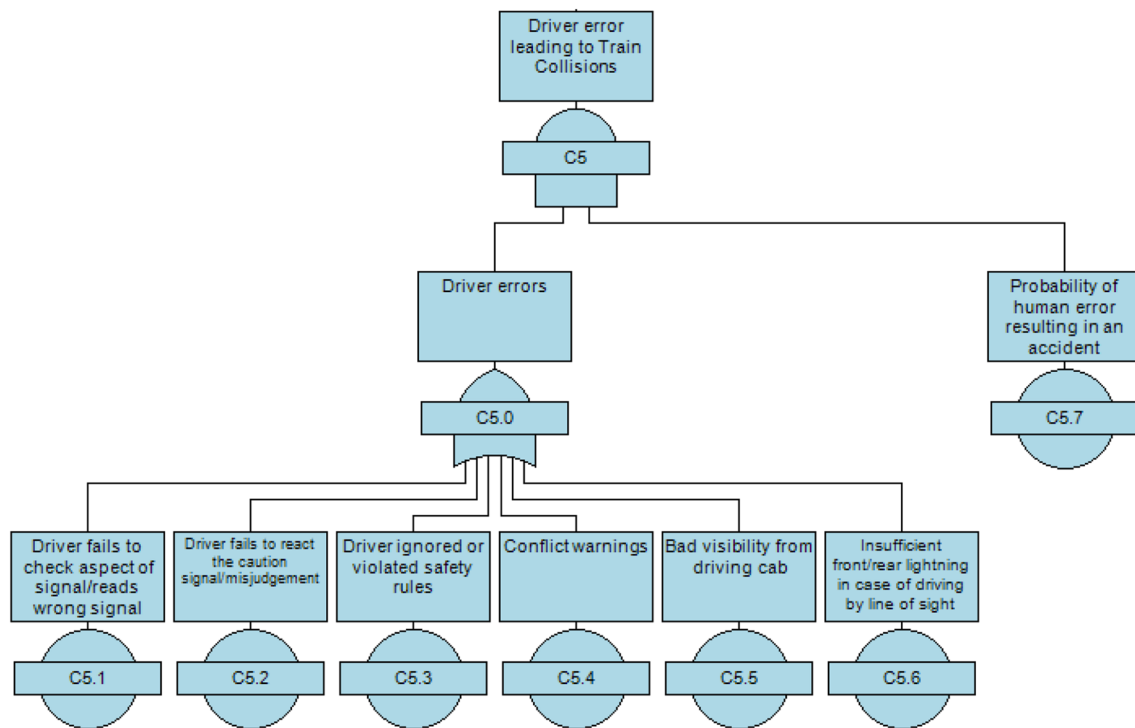 Driver error
leading to Train
Collisions
C5
Driver errors
Probability of
human error
resulting in an
accident
C5.0
C5.7
Driver fails to
check aspect of
signal/reads
wrong signal
Driver fails to react
the caution
signal/misjudgement
Driver ignored or
violated safety
rules
Conflict warnings
Bad visibility from
driving cab
Insufficient
front/rear lightning
in case of driving
by line of sight
C5.1
C5.2
C5.3
C5.4
C5.5
C5.6